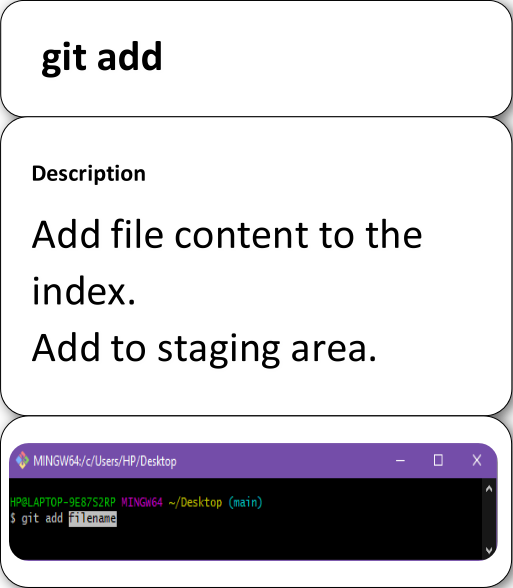 git add
Description
Add file content to the
index.
Add to staging area.
MINGW64:/c/Users/HP/Desktop
HP@LAPTOP-9E87S2RP MINGW64 ~/Desktop (main)
$ git add filename